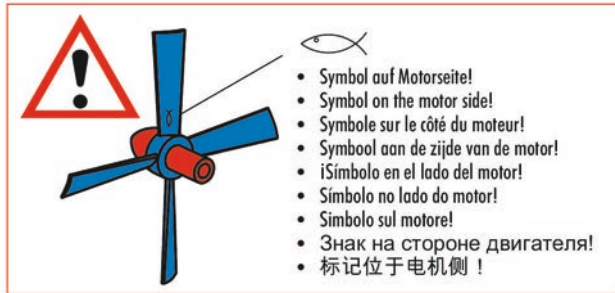 • Symbol auf Motorseite!
• Symbol on the motor side!
• Symbole sur le côté du moteur!
• Symbool aan de zijde van de motor!
• ¡Símbolo en el lado del motor!
• Símbolo no lado do motor!
• Simbolo sul motore!
• Знак на стороне двигателя!
• 标记位于电机侧！